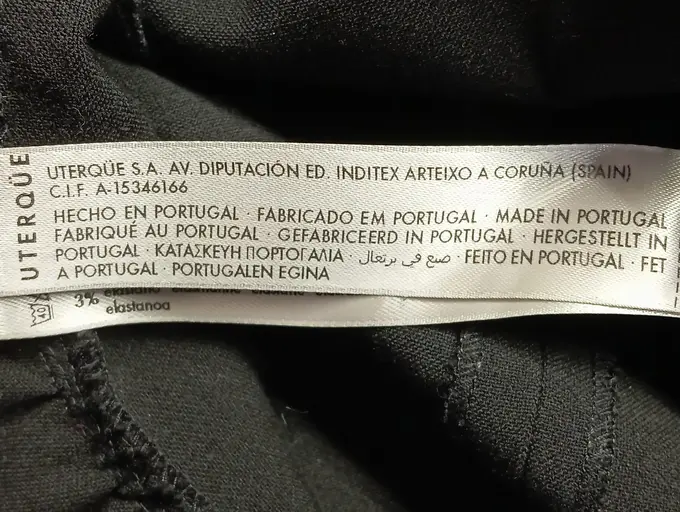 UTERQÜE
UTERQÜE S.A. AV. DIPUTACIÓN ED. INDITEX ARTEIXO A CORUÑA (SPAIN)
C.I.F. A-15346166
HECHO EN PORTUGAL · FABRICADO EM PORTUGAL · MADE IN PORTUGAL
FABRIQUÉ AU PORTUGAL · GEFABRICEERD IN PORTUGAL · HERGESTELLT IN
PORTUGAL · ΚΑΤΑΣΚΕΥΗ ΠΟΡΤΟΓΑΛΙΑ · صنع في برتغال · FEITO EN PORTUGAL · FET
A PORTUGAL · PORTUGALEN EGINA
3%
elastanoa